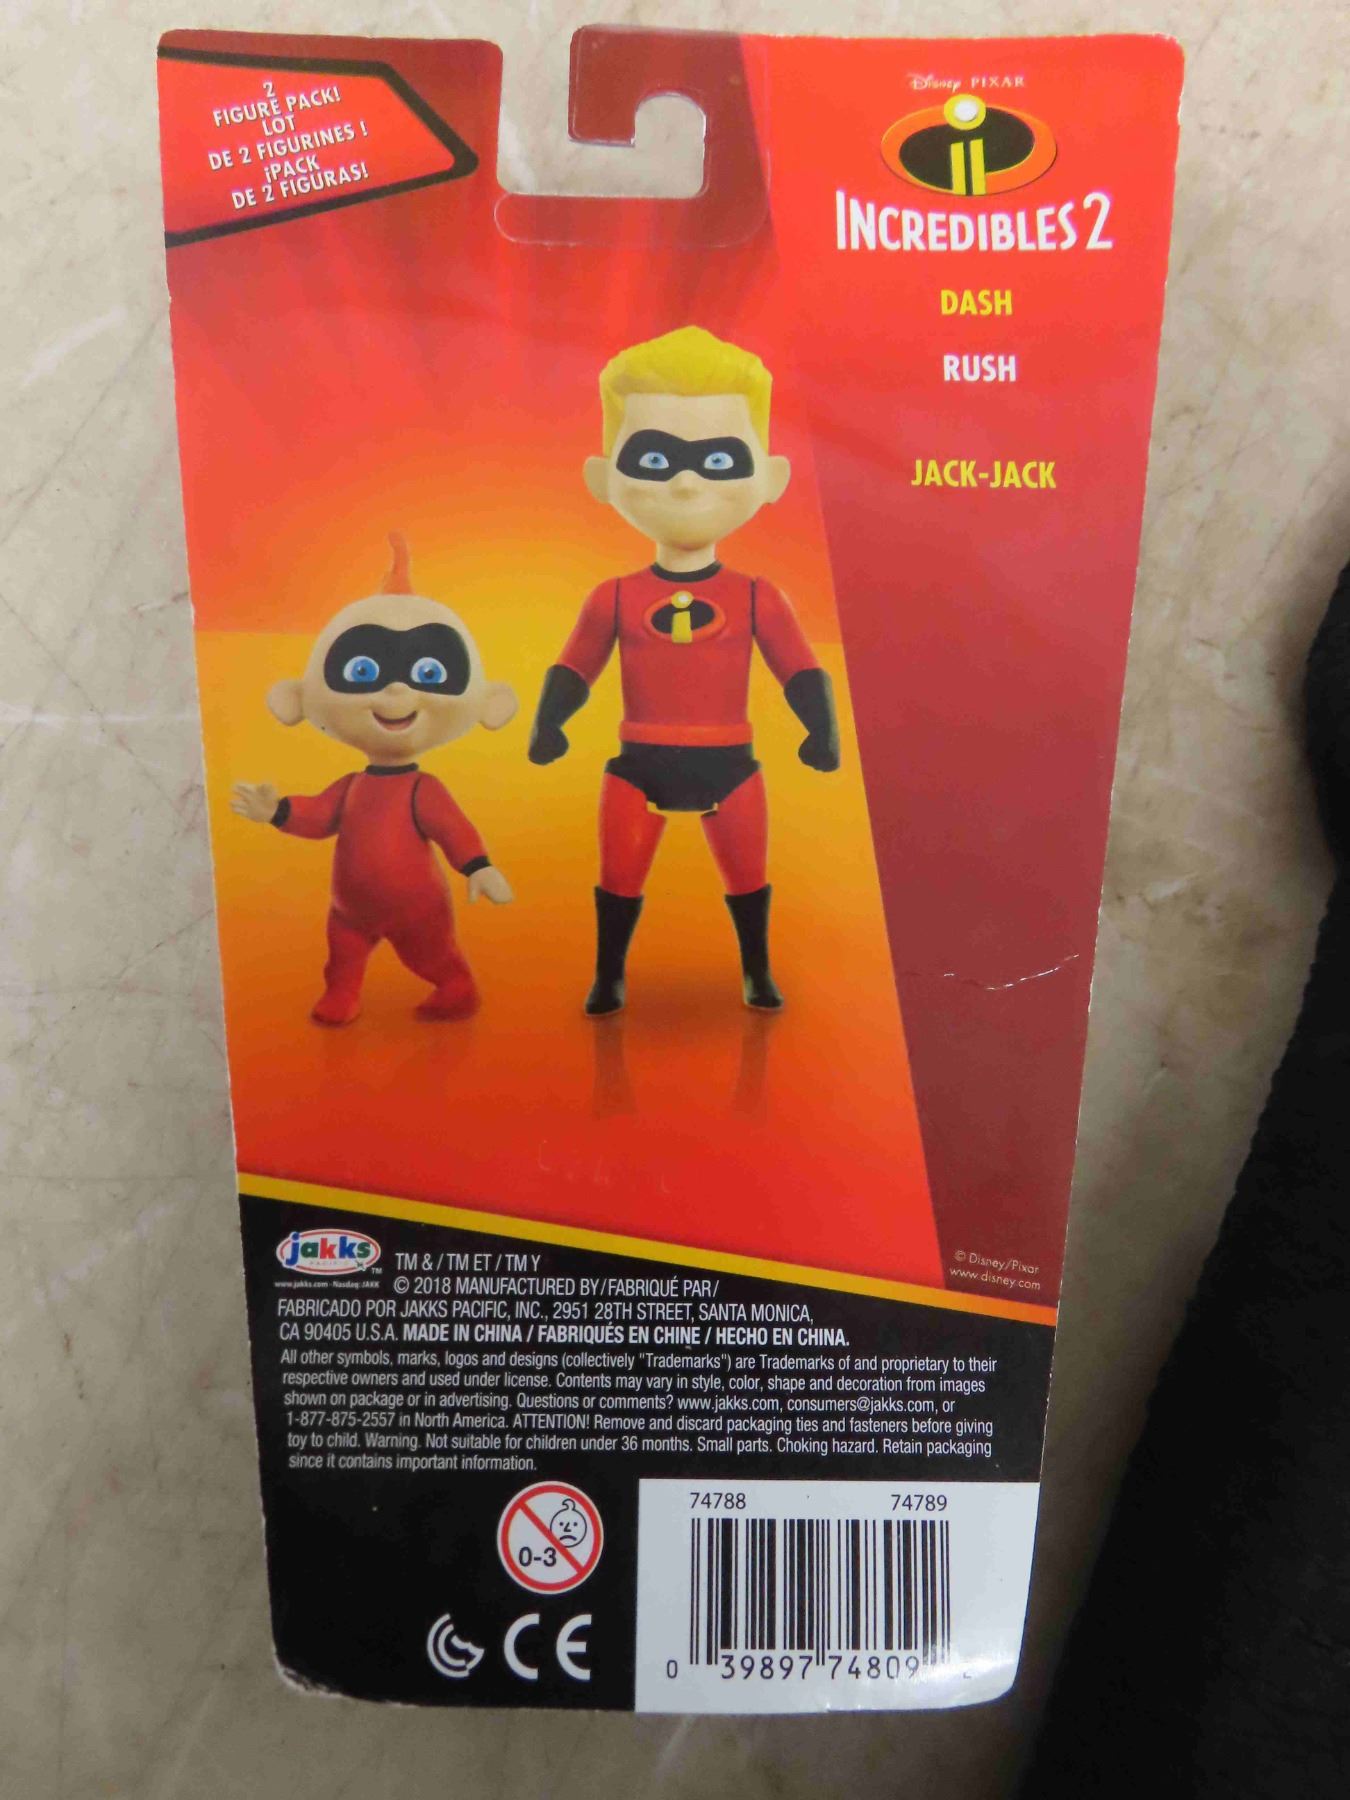 2
FIGURE PACK!
LOT
DE 2 FIGURINES !
¡PACK
DE 2 FIGURAS!
Disney PIXAR
INCREDIBLES 2
DASH
RUSH
JACK-JACK
© Disney/Pixar
www.disney.com
jakks
PACIFIC
TM
www.jakks.com - Nasdaq: JAKK
TM & / TM ET / TM Y
© 2018 MANUFACTURED BY/FABRIQUÉ PAR/
FABRICADO POR JAKKS PACIFIC, INC., 2951 28TH STREET, SANTA MONICA,
CA 90405 U.S.A. MADE IN CHINA / FABRIQUÉS EN CHINE / HECHO EN CHINA.
All other symbols, marks, logos and designs (collectively "Trademarks") are Trademarks of and proprietary to their
respective owners and used under license. Contents may vary in style, color, shape and decoration from images
shown on package or in advertising. Questions or comments? www.jakks.com, consumers@jakks.com, or
1-877-875-2557 in North America. ATTENTION! Remove and discard packaging ties and fasteners before giving
toy to child. Warning. Not suitable for children under 36 months. Small parts. Choking hazard. Retain packaging
since it contains important information.
0-3
CE
74788 74789
0 39897 74809